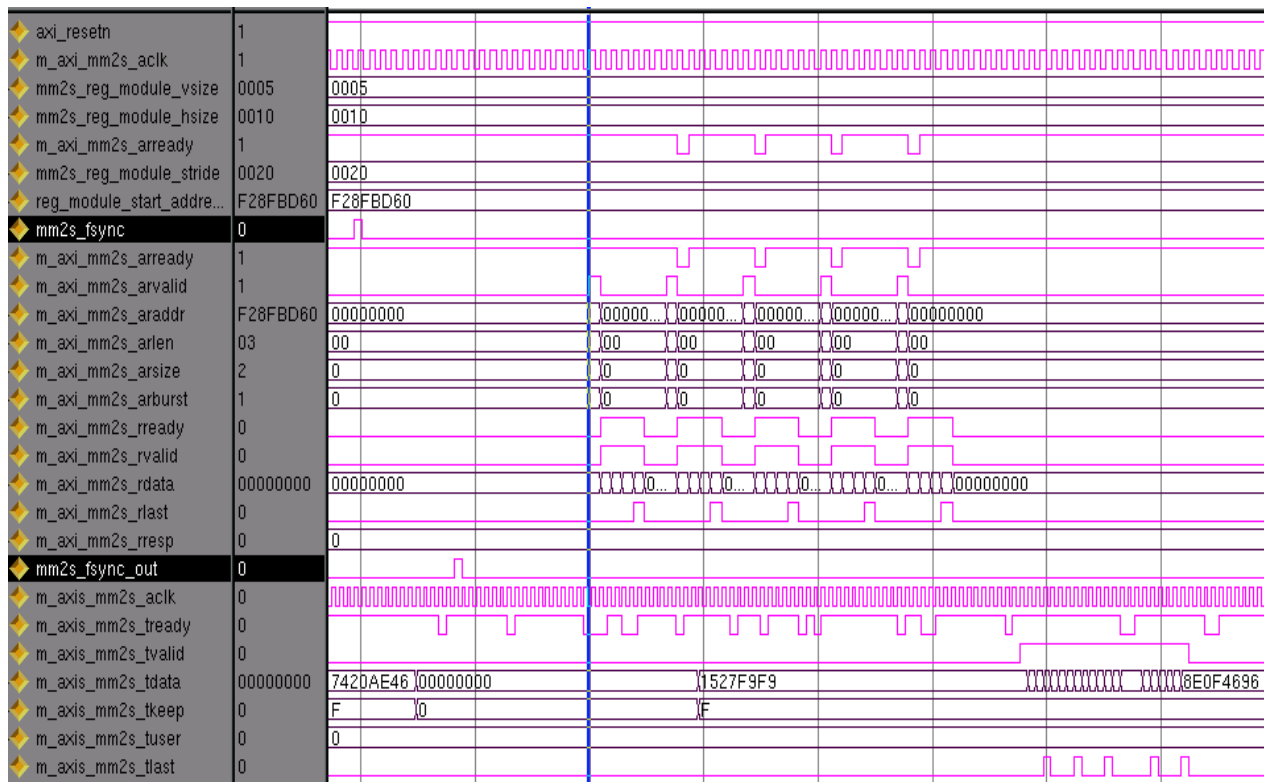 axi_resetn 1
m_axi_mm2s_aclk 1
mm2s_reg_module_vsize 0005 0005
mm2s_reg_module_hsize 0010 0010
m_axi_mm2s_arready 1
mm2s_reg_module_stride 0020 0020
reg_module_start_addre... F28FBD60 F28FBD60
mm2s_fsync 0
m_axi_mm2s_arready 1
m_axi_mm2s_arvalid 1
m_axi_mm2s_araddr F28FBD60 00000000 00000... 00000... 00000... 00000... 00000000
m_axi_mm2s_arlen 03 00 00 00 00 00 00
m_axi_mm2s_arsize 2 0 0 0 0 0 0
m_axi_mm2s_arburst 1 0 0 0 0 0 0
m_axi_mm2s_rready 0
m_axi_mm2s_rvalid 0
m_axi_mm2s_rdata 00000000 00000000 0... 0... 0... 0... 00000000
m_axi_mm2s_rlast 0
m_axi_mm2s_rresp 0 0
mm2s_fsync_out 0
m_axis_mm2s_aclk 0
m_axis_mm2s_tready 0
m_axis_mm2s_tvalid 0
m_axis_mm2s_tdata 00000000 7420AE46 00000000 1527F9F9 8E0F4696
m_axis_mm2s_tkeep 0 F 0 F
m_axis_mm2s_tuser 0 0
m_axis_mm2s_tlast 0